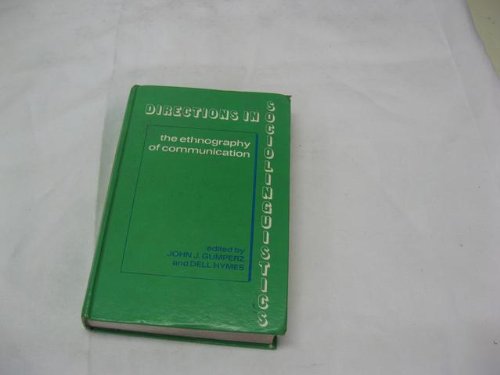 DIRECTIONS IN
SOCIOLINGUISTICS
the ethnography
of communication
edited by
JOHN J. GUMPERZ
and DELL HYMES